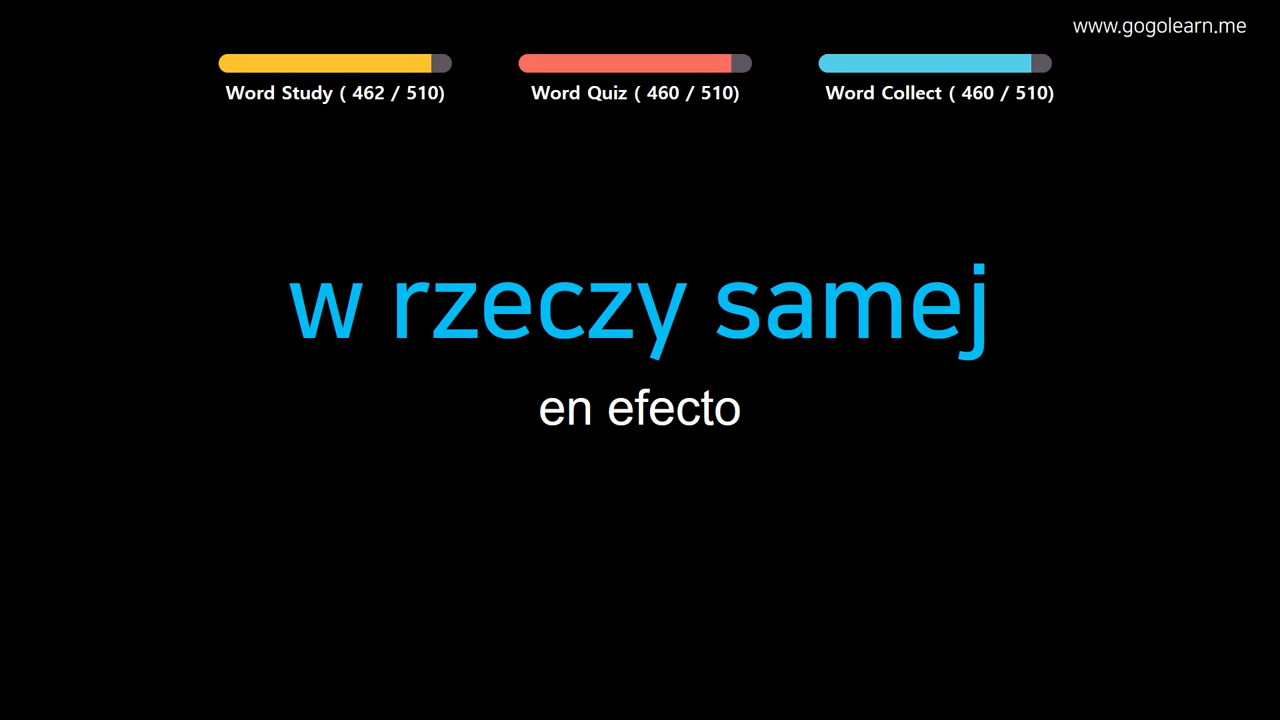 www.gogolearn.me
Word Study ( 462 / 510)
Word Quiz ( 460 / 510)
Word Collect ( 460 / 510)
w rzeczy samej
en efecto